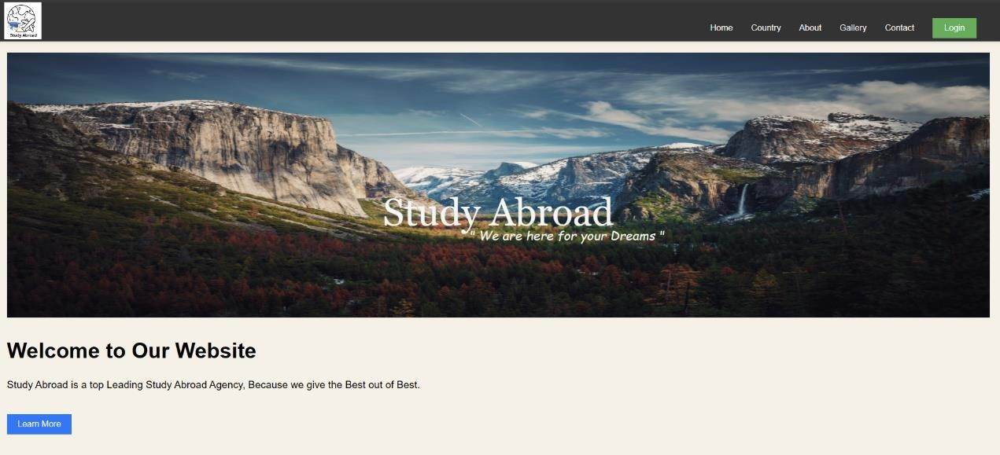 Study Abroad
Home Country About Gallery Contact Login
Study Abroad
" We are here for your Dreams "
Welcome to Our Website
Study Abroad is a top Leading Study Abroad Agency, Because we give the Best out of Best.
Learn More